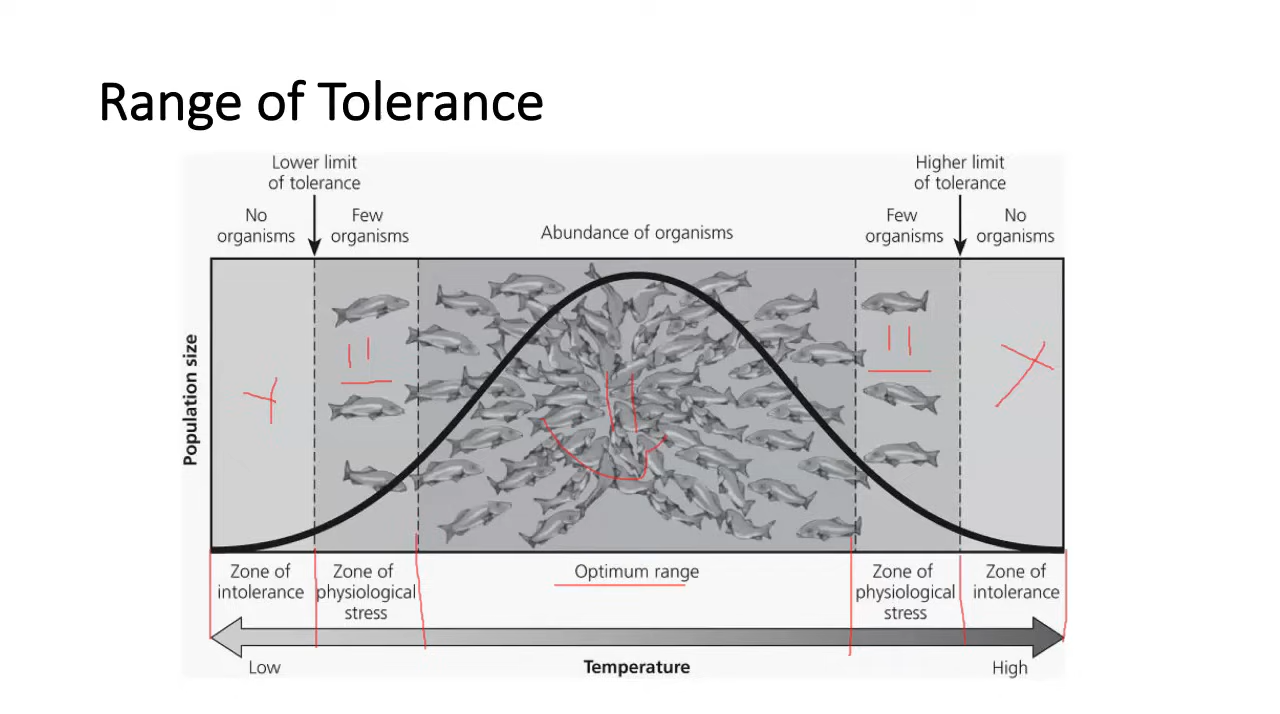 Range of Tolerance
Lower limit
of tolerance
Higher limit
of tolerance
No
organisms
Few
organisms
Abundance of organisms
Few
organisms
No
organisms
Population size
Zone of
intolerance
Zone of
physiological
stress
Optimum range
Zone of
physiological
stress
Zone of
intolerance
Low
Temperature
High